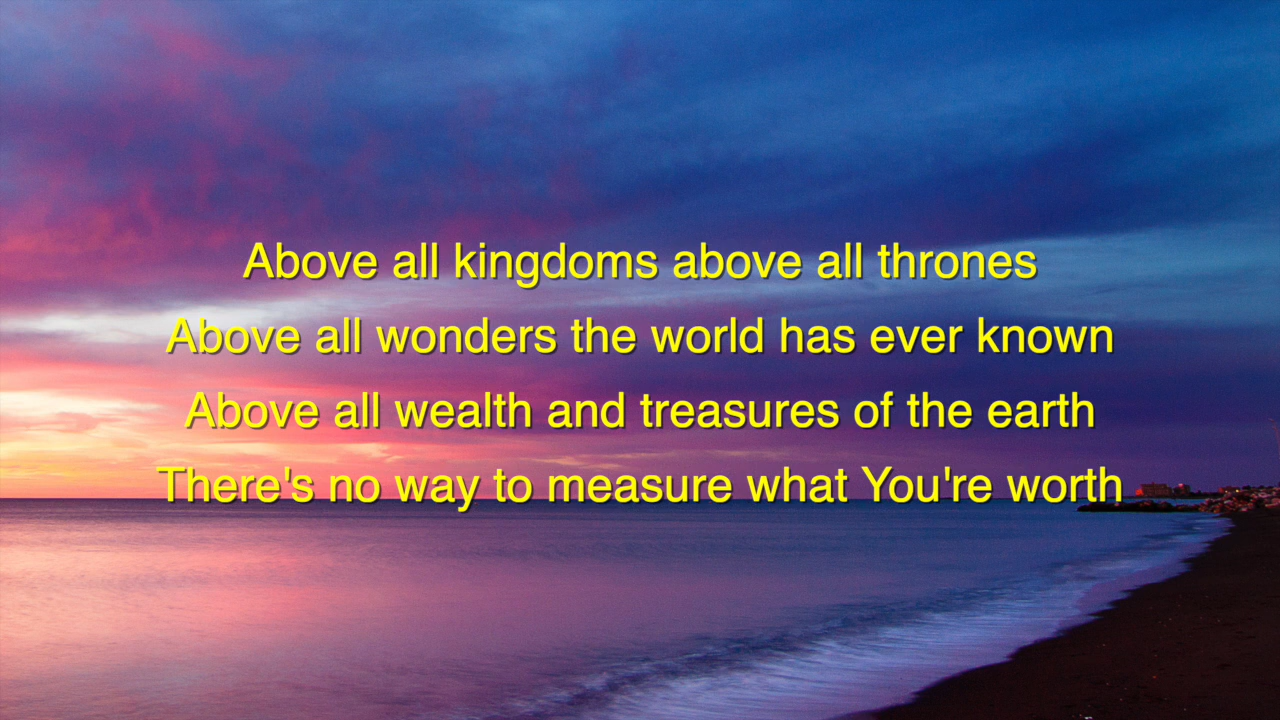 Above all kingdoms above all thrones
Above all wonders the world has ever known
Above all wealth and treasures of the earth
There's no way to measure what You're worth